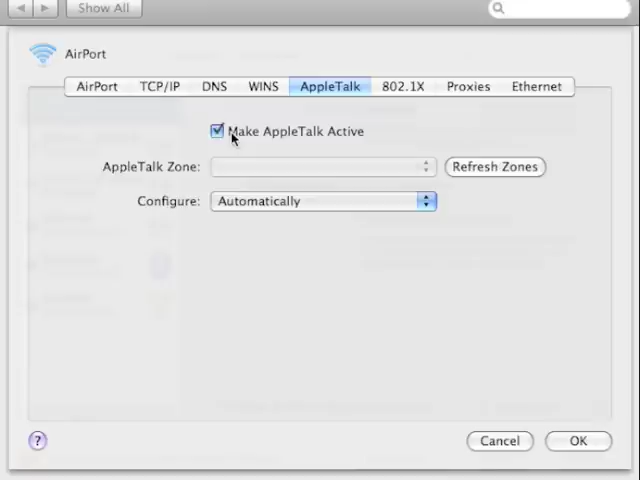 Show All
AirPort
AirPort TCP/IP DNS WINS AppleTalk 802.1X Proxies Ethernet
Make AppleTalk Active
AppleTalk Zone: Refresh Zones
Configure: Automatically
? Cancel OK